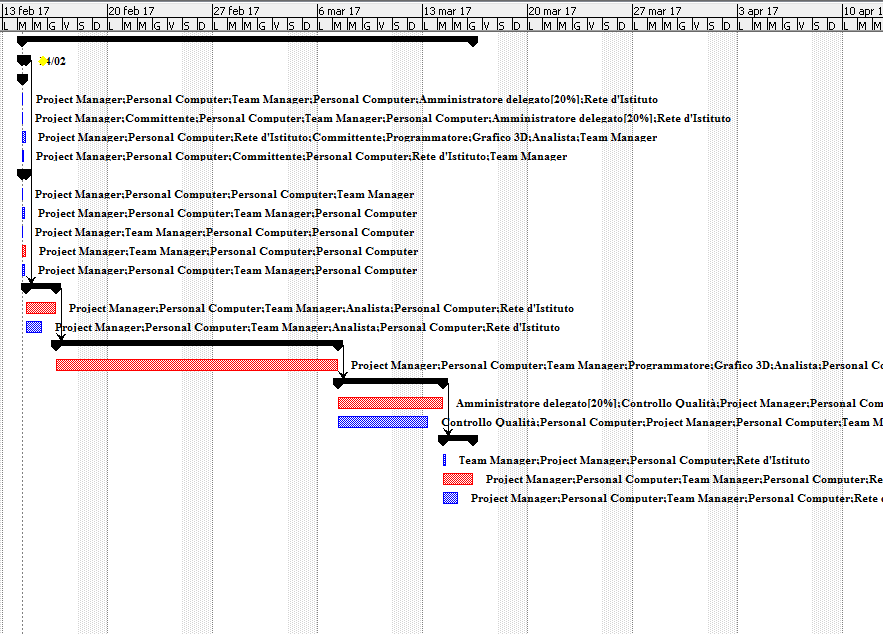 13 feb 17 20 feb 17 27 feb 17 6 mar 17 13 mar 17 20 mar 17 27 mar 17 3 apr 17 10 apr 1
L M M G V S D L M M G V S D L M M G V S D L M M G V S D L M M G V S D L M M G V S D L M M G V S D L M M G V S D L M M
4/02
Project Manager;Personal Computer;Team Manager;Personal Computer;Amministratore delegato[20%];Rete d'Istituto
Project Manager;Committente;Personal Computer;Team Manager;Personal Computer;Amministratore delegato[20%];Rete d'Istituto
Project Manager;Personal Computer;Rete d'Istituto;Committente;Programmatore;Grafico 3D;Analista;Team Manager
Project Manager;Personal Computer;Committente;Personal Computer;Rete d'Istituto;Team Manager
Project Manager;Personal Computer;Personal Computer;Team Manager
Project Manager;Personal Computer;Team Manager;Personal Computer
Project Manager;Team Manager;Personal Computer;Personal Computer
Project Manager;Team Manager;Personal Computer;Personal Computer
Project Manager;Personal Computer;Team Manager;Personal Computer
Project Manager;Personal Computer;Team Manager;Analista;Personal Computer;Rete d'Istituto
Project Manager;Personal Computer;Team Manager;Analista;Personal Computer;Rete d'Istituto
Project Manager;Personal Computer;Team Manager;Programmatore;Grafico 3D;Analista;Personal Co
Amministratore delegato[20%];Controllo Qualità;Project Manager;Personal Com
Controllo Qualità;Personal Computer;Project Manager;Personal Computer;Team M
Team Manager;Project Manager;Personal Computer;Rete d'Istituto
Project Manager;Personal Computer;Team Manager;Personal Computer;Re
Project Manager;Personal Computer;Team Manager;Personal Computer;Rete